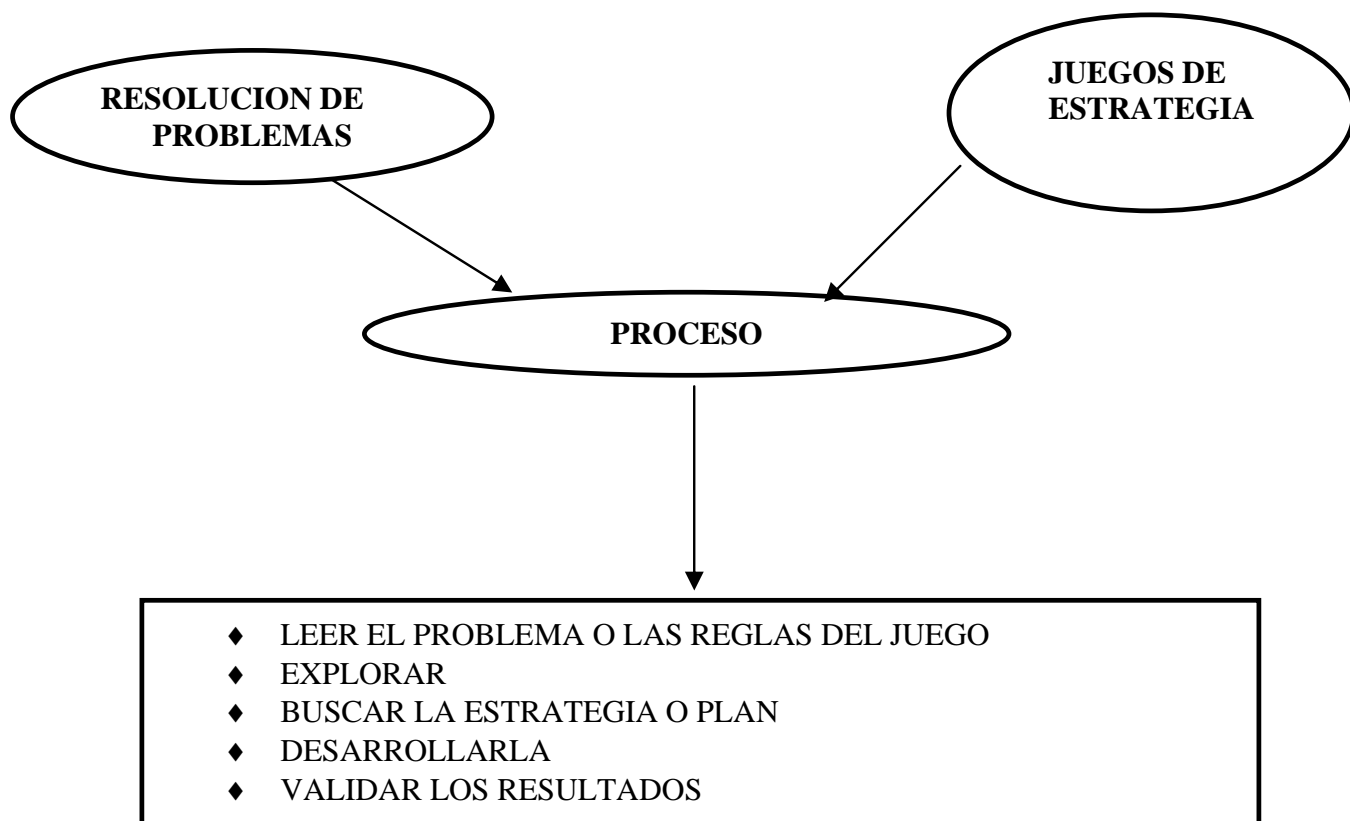 RESOLUCION DE
PROBLEMAS
JUEGOS DE
ESTRATEGIA
PROCESO
♦ LEER EL PROBLEMA O LAS REGLAS DEL JUEGO
♦ EXPLORAR
♦ BUSCAR LA ESTRATEGIA O PLAN
♦ DESARROLLARLA
♦ VALIDAR LOS RESULTADOS